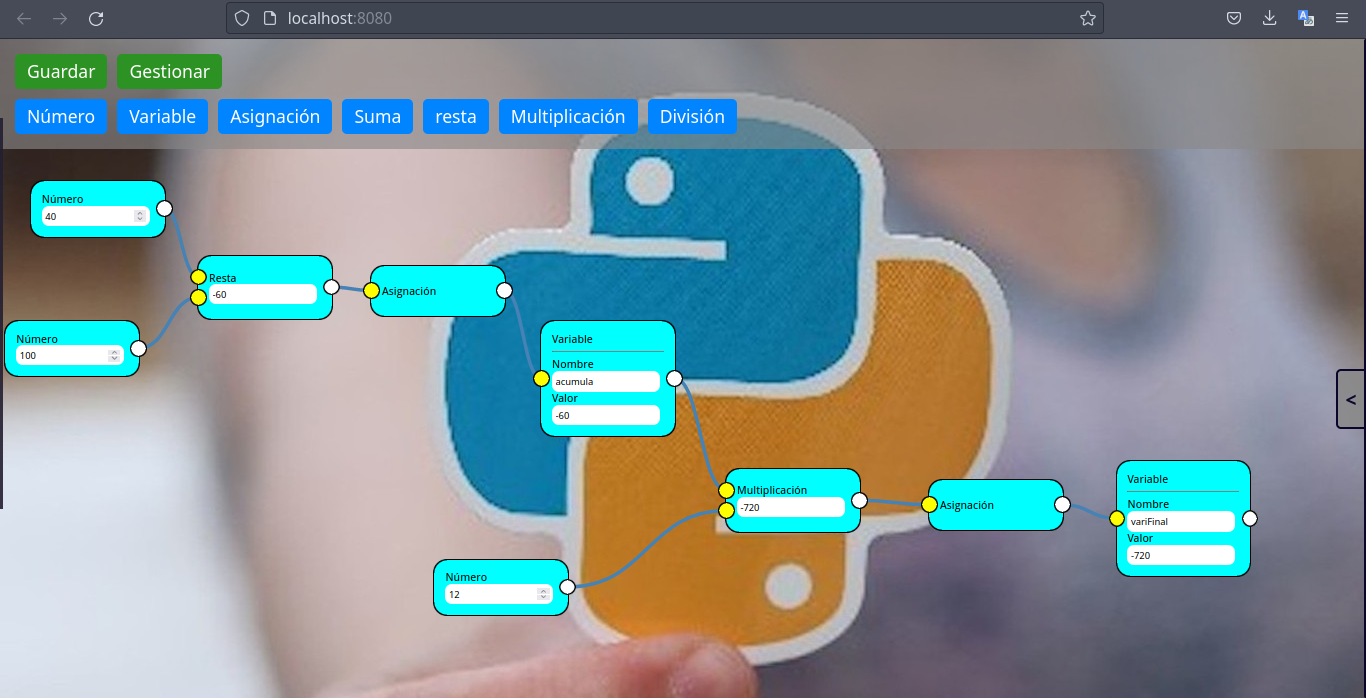 localhost:8080
Guardar Gestionar
Número Variable Asignación Suma resta Multiplicación División
Número
40
Resta
-60
Asignación
Número
100
Variable
Nombre
acumula
Valor
-60
Multiplicación
-720
Asignación
Variable
Nombre
variFinal
Valor
-720
Número
12
<